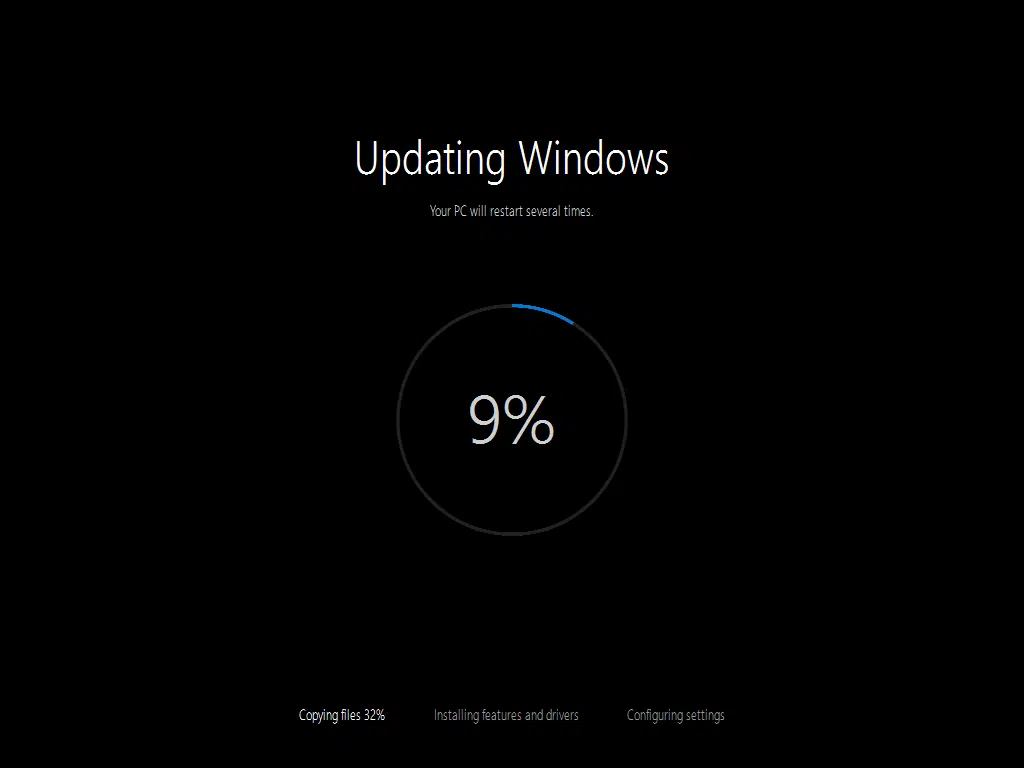 Updating Windows
Your PC will restart several times.
9%
Copying files 32% Installing features and drivers Configuring settings